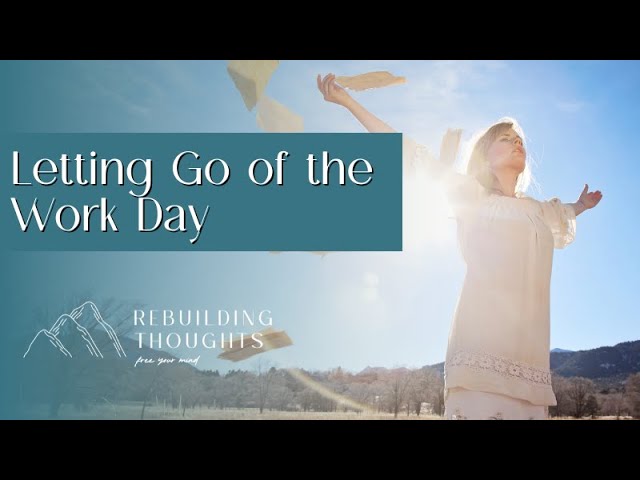 Letting Go of the
Work Day
REBUILDING
THOUGHTS
free your mind